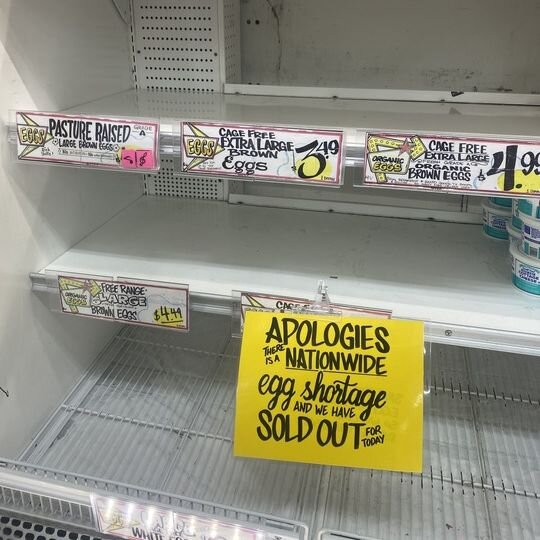 EGGS
PASTURE RAISED
GRADE A
LARGE BROWN EGGS
S/S
EGGS
CAGE FREE
EXTRA LARGE
BROWN
Eggs
3.49
ORGANIC
EGGS
CAGE FREE
EXTRA LARGE
ORGANIC
BROWN EGGS
$4.99
ORGANIC
EGGS
FREE RANGE
LARGE
BROWN EGGS
$4.49
APOLOGIES
THERE IS A NATIONWIDE
egg shortage
AND WE HAVE
SOLD OUT FOR TODAY
WHITE